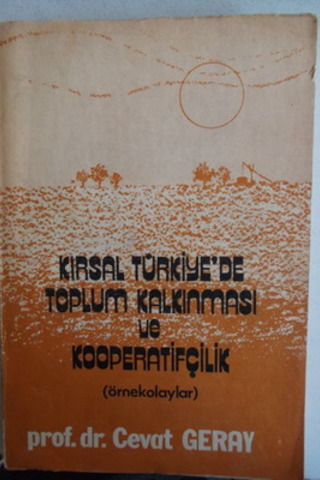 KIRSAL TÜRKİYE'DE
TOPLUM KALKINMASI
ve
KOOPERATİFÇİLİK
(örnekolaylar)
prof. dr. Cevat GERAY